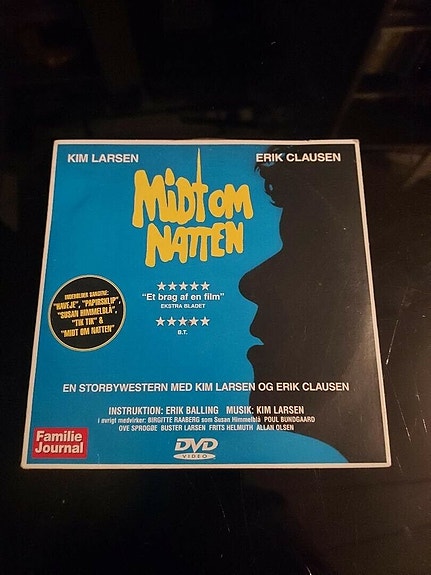 KIM LARSEN ERIK CLAUSEN
MIDT OM
NATTEN
INDEHOLDER SANGENE:
"HAVEJE", "PAPIRSKLIP",
"SUSAN HIMMELBLÅ",
"TIK TIK" &
"MIDT OM NATTEN"
"Et brag af en film"
EKSTRA BLADET
B.T.
EN STORBYWESTERN MED KIM LARSEN OG ERIK CLAUSEN
INSTRUKTION: ERIK BALLING MUSIK: KIM LARSEN
I øvrigt medvirker: BIRGITTE RAABERG som Susan Himmelblå POUL BUNDGAARD
OVE SPROGØE BUSTER LARSEN FRITS HELMUTH ALLAN OLSEN
Familie
Journal
DVD
VIDEO